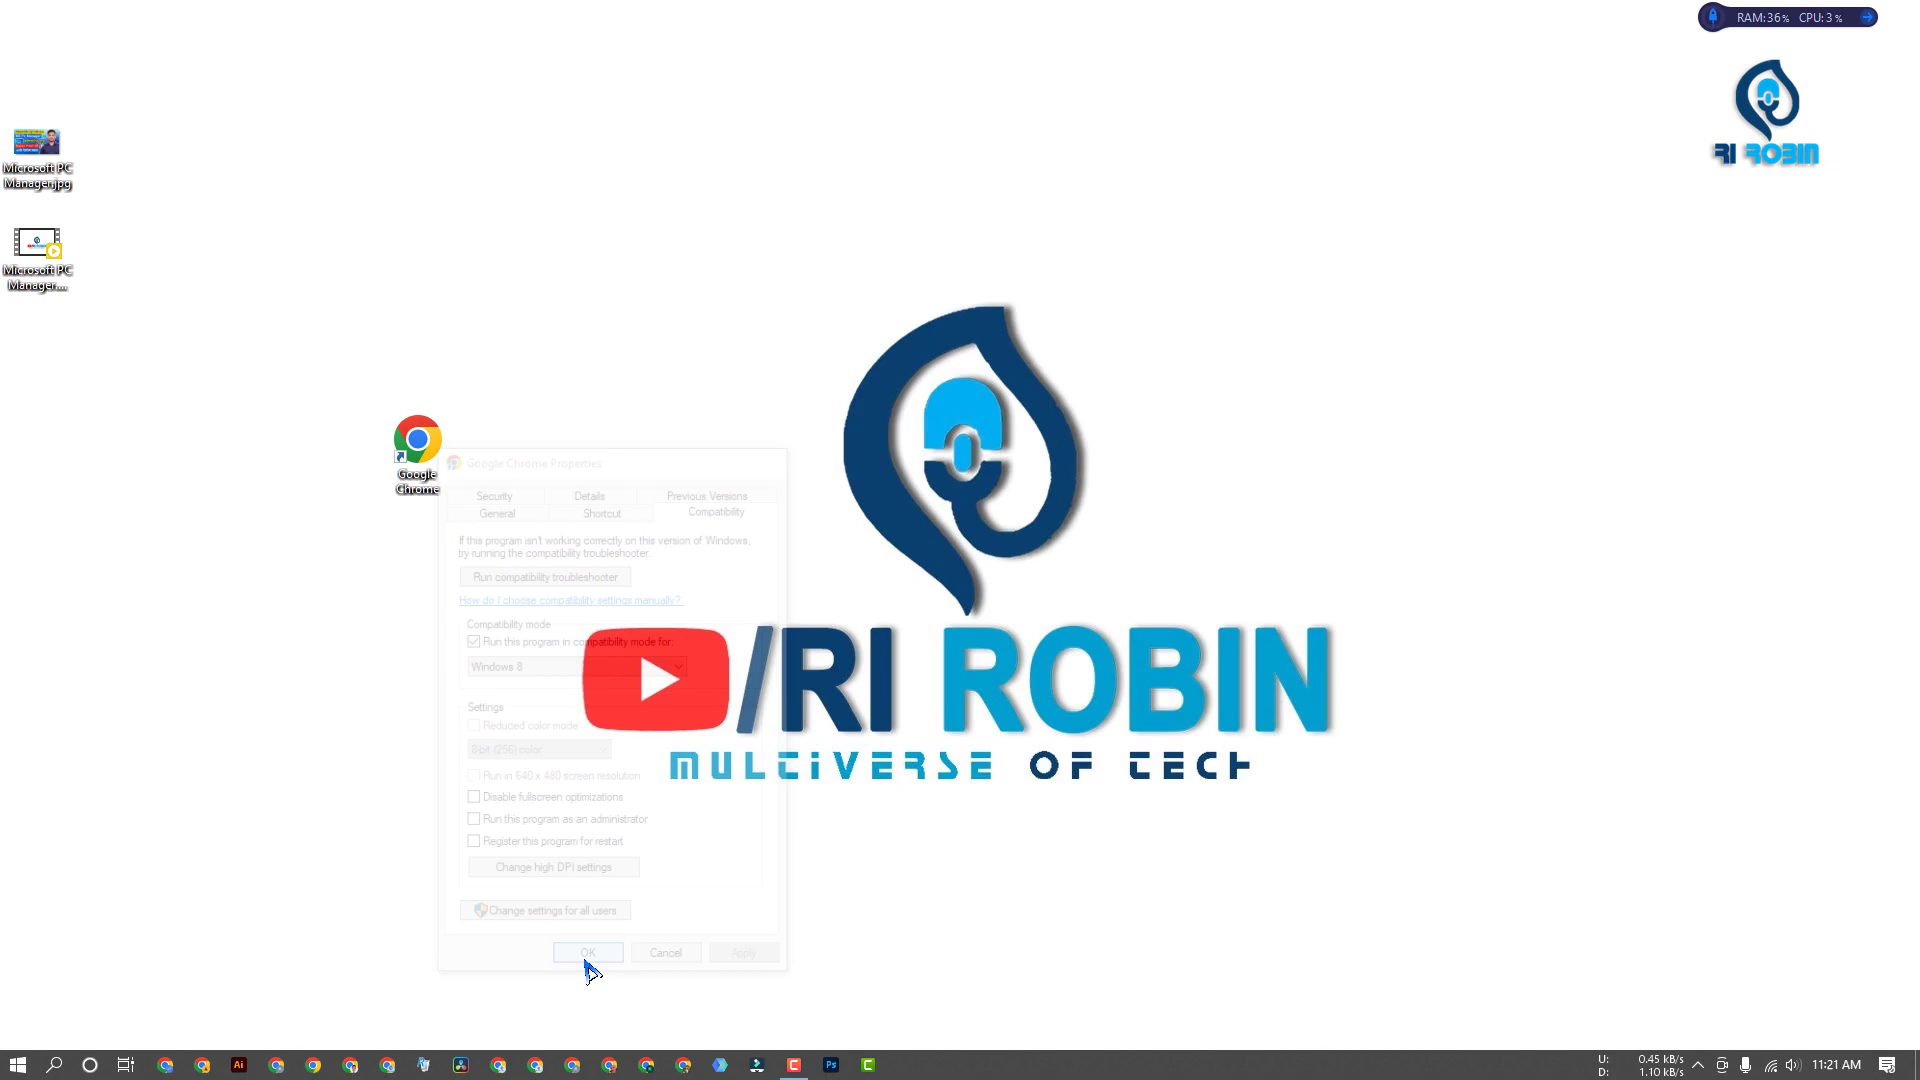 RAM:36% CPU: 3 %
RI ROBIN
Microsoft PC
Manager.jpg
Microsoft PC
Manager....
Google
Chrome
Google Chrome Properties
Security Details Previous Versions
General Shortcut Compatibility
If this program isn't working correctly on this version of Windows,
try running the compatibility troubleshooter.
Run compatibility troubleshooter
How do I choose compatibility settings manually?
Compatibility mode
Run this program in compatibility mode for:
Windows 8
Settings
Reduced color mode
8-bit (256) color
Run in 640 x 480 screen resolution
Disable fullscreen optimizations
Run this program as an administrator
Register this program for restart
Change high DPI settings
Change settings for all users
OK Cancel Apply
/RI ROBIN
MULTIVERSE OF TECH
Ai
Ps
C
C
U: 0.45 kB/s
D: 1.10 kB/s
11:21 AM